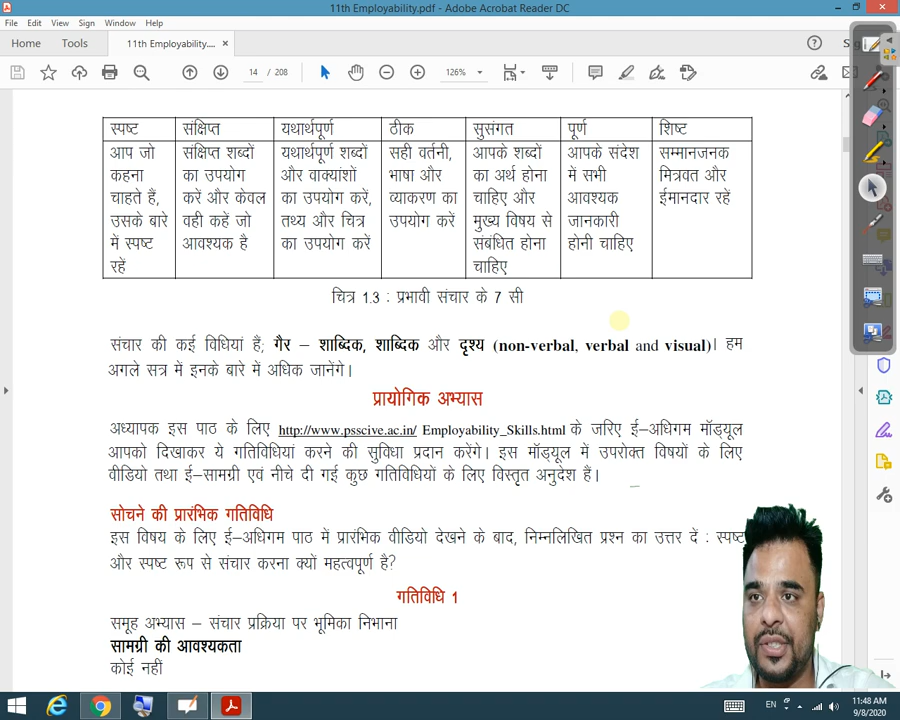 11th Employability.pdf - Adobe Acrobat Reader DC
File Edit View Sign Window Help
Home Tools 11th Employability.... ×
14 / 208 126%
स्पष्ट संक्षिप्त यथार्थपूर्ण ठीक सुसंगत पूर्ण शिष्ट
आप जो संक्षिप्त शब्दों यथार्थपूर्ण शब्दों सही वर्तनी, आपके शब्दों आपके संदेश सम्मानजनक
कहना का उपयोग और वाक्यांशों भाषा और का अर्थ होना में सभी मित्रवत और
चाहते हैं, करें और केवल का उपयोग करें, व्याकरण का चाहिए और आवश्यक ईमानदार रहें
उसके बारे वही कहें जो तथ्य और चित्र उपयोग करें मुख्य विषय से जानकारी
में स्पष्ट आवश्यक है का उपयोग करें संबंधित होना होनी चाहिए
रहें चाहिए
चित्र 1.3 : प्रभावी संचार के 7 सी
संचार की कई विधियां हैं; गैर – शाब्दिक, शाब्दिक और दृश्य (non-verbal, verbal and visual)। हम
अगले सत्र में इनके बारे में अधिक जानेंगे।
प्रायोगिक अभ्यास
अध्यापक इस पाठ के लिए http://www.psscive.ac.in/ Employability_Skills.html के जरिए ई-अधिगम मॉड्यूल
आपको दिखाकर ये गतिविधियां करने की सुविधा प्रदान करेंगे। इस मॉड्यूल में उपरोक्त विषयों के लिए
वीडियो तथा ई-सामग्री एवं नीचे दी गई कुछ गतिविधियों के लिए विस्तृत अनुदेश हैं।
सोचने की प्रारंभिक गतिविधि
इस विषय के लिए ई-अधिगम पाठ में प्रारंभिक वीडियो देखने के बाद, निम्नलिखित प्रश्न का उत्तर दें : स्पष्ट
और स्पष्ट रूप से संचार करना क्यों महत्वपूर्ण है?
गतिविधि 1
समूह अभ्यास – संचार प्रक्रिया पर भूमिका निभाना
सामग्री की आवश्यकता
कोई नहीं
EN 11:48 AM
9/8/2020